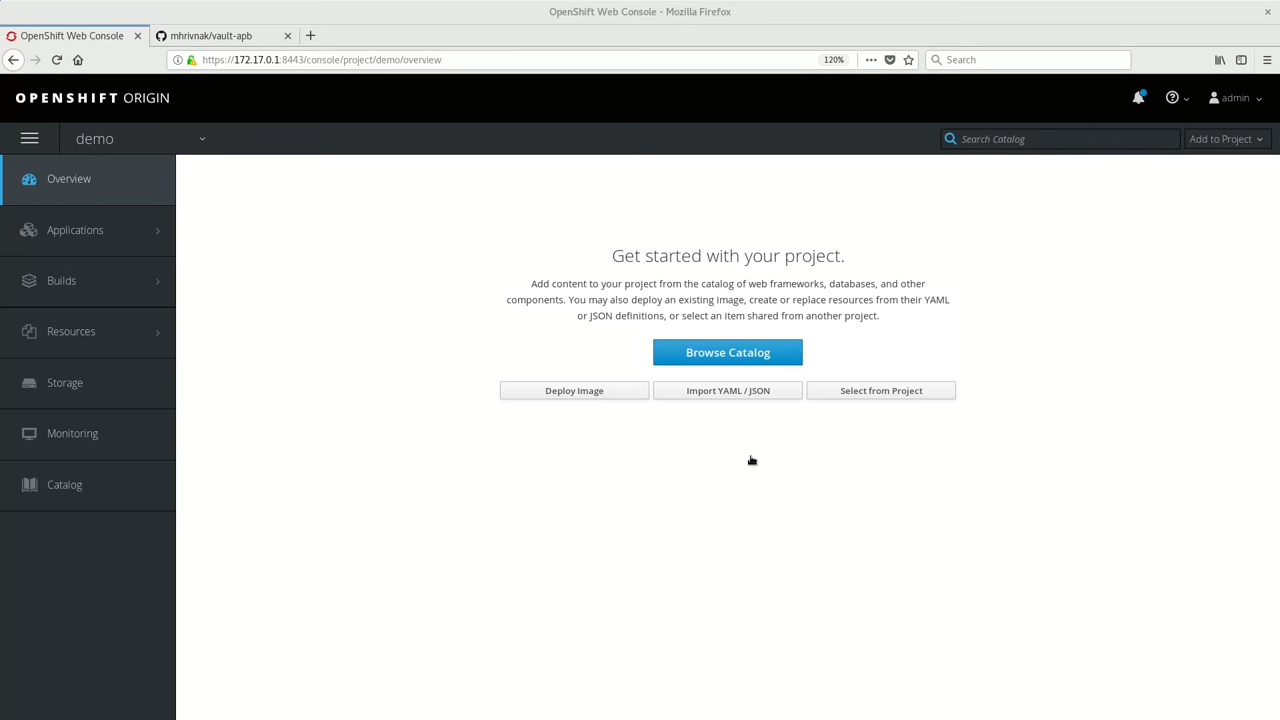 OpenShift Web Console - Mozilla Firefox
OpenShift Web Console
mhrivnak/vault-apb
https://172.17.0.1:8443/console/project/demo/overview
120%
Search
OPENSHIFT ORIGIN
admin
demo
Search Catalog
Add to Project
Overview
Applications
Builds
Resources
Storage
Monitoring
Catalog
Get started with your project.
Add content to your project from the catalog of web frameworks, databases, and other
components. You may also deploy an existing image, create or replace resources from their YAML
or JSON definitions, or select an item shared from another project.
Browse Catalog
Deploy Image
Import YAML / JSON
Select from Project